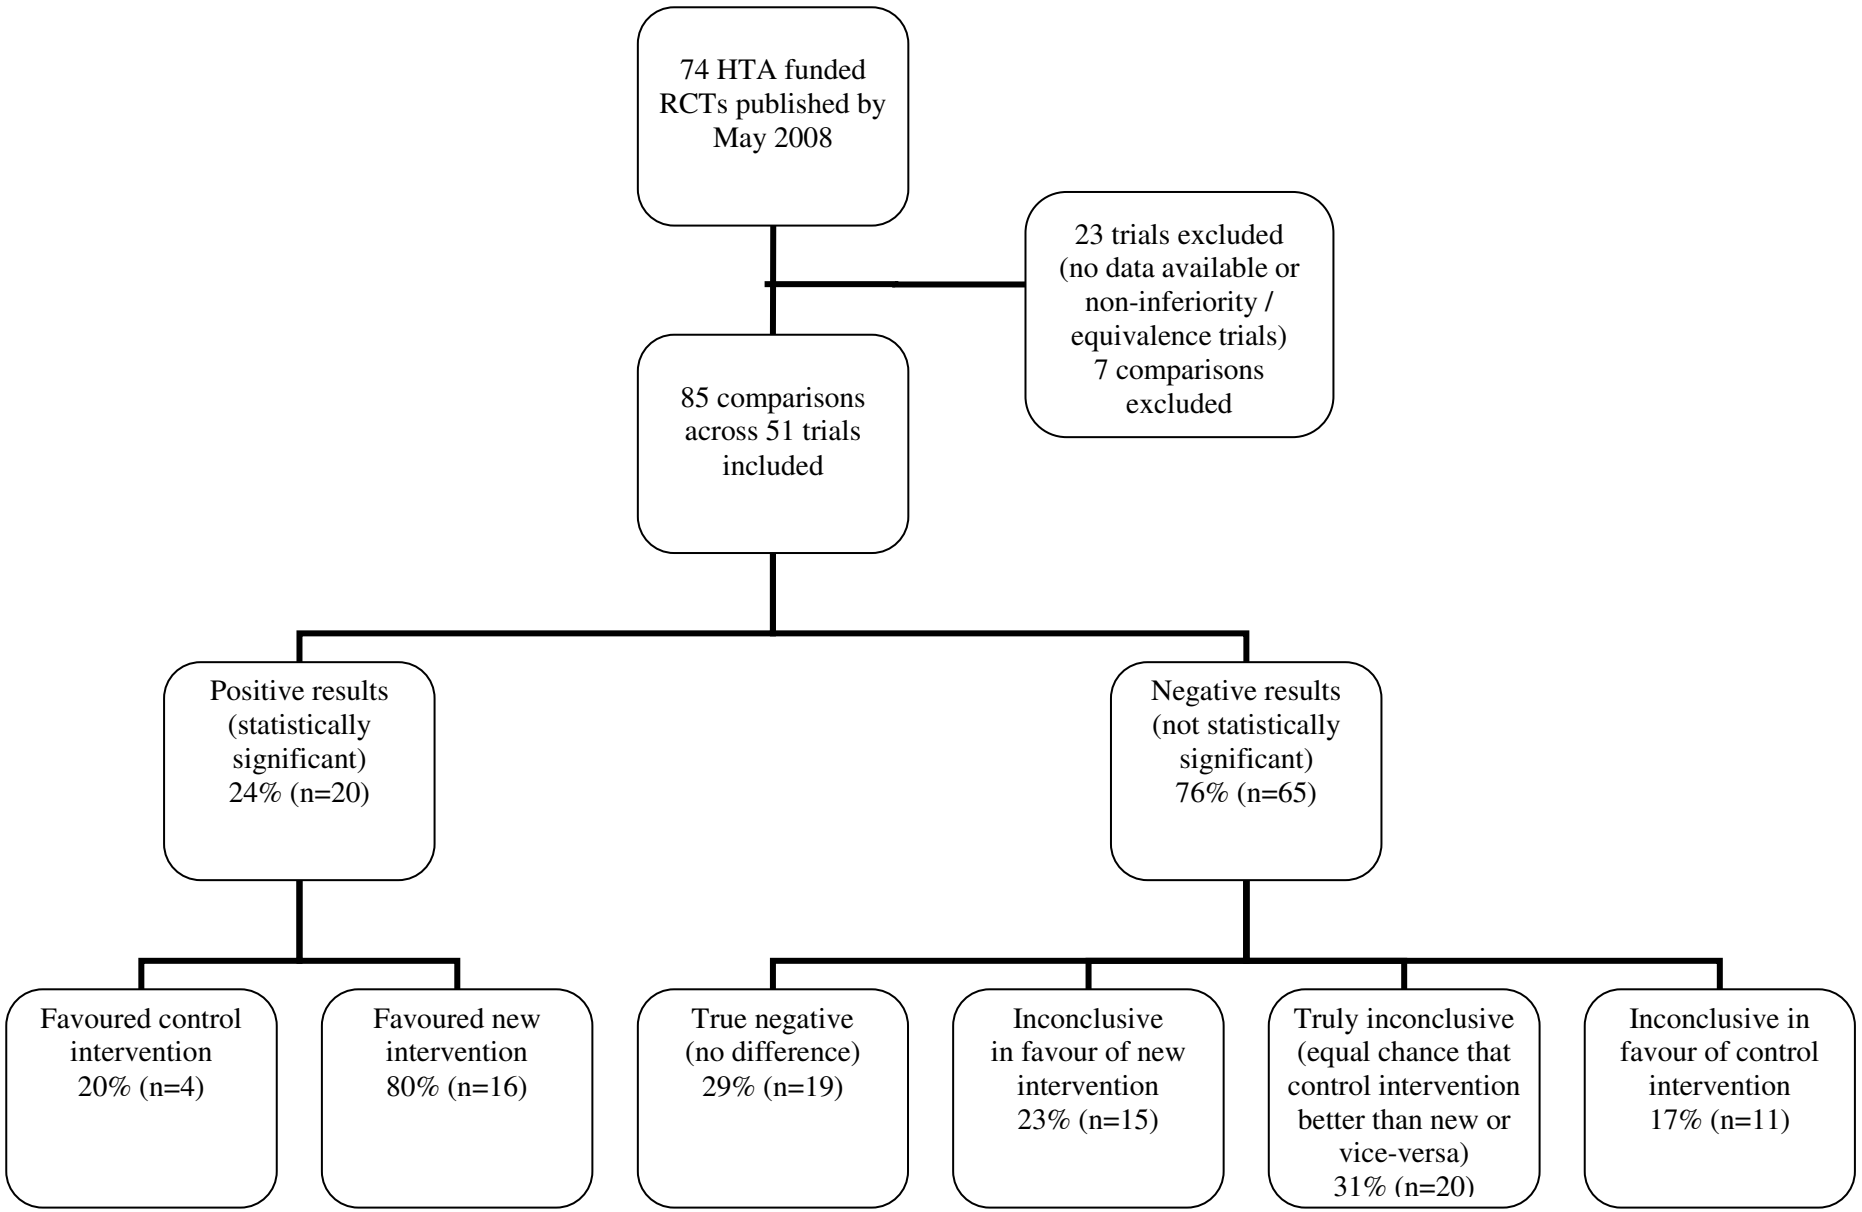 74 HTA funded
RCTs published by
May 2008
23 trials excluded
(no data available or
non-inferiority /
equivalence trials)
7 comparisons
excluded
85 comparisons
across 51 trials
included
Positive results
(statistically
significant)
24% (n=20)
Negative results
(not statistically
significant)
76% (n=65)
Favoured control
intervention
20% (n=4)
Favoured new
intervention
80% (n=16)
True negative
(no difference)
29% (n=19)
Inconclusive
in favour of new
intervention
23% (n=15)
Truly inconclusive
(equal chance that
control intervention
better than new or
vice-versa)
31% (n=20)
Inconclusive in
favour of control
intervention
17% (n=11)